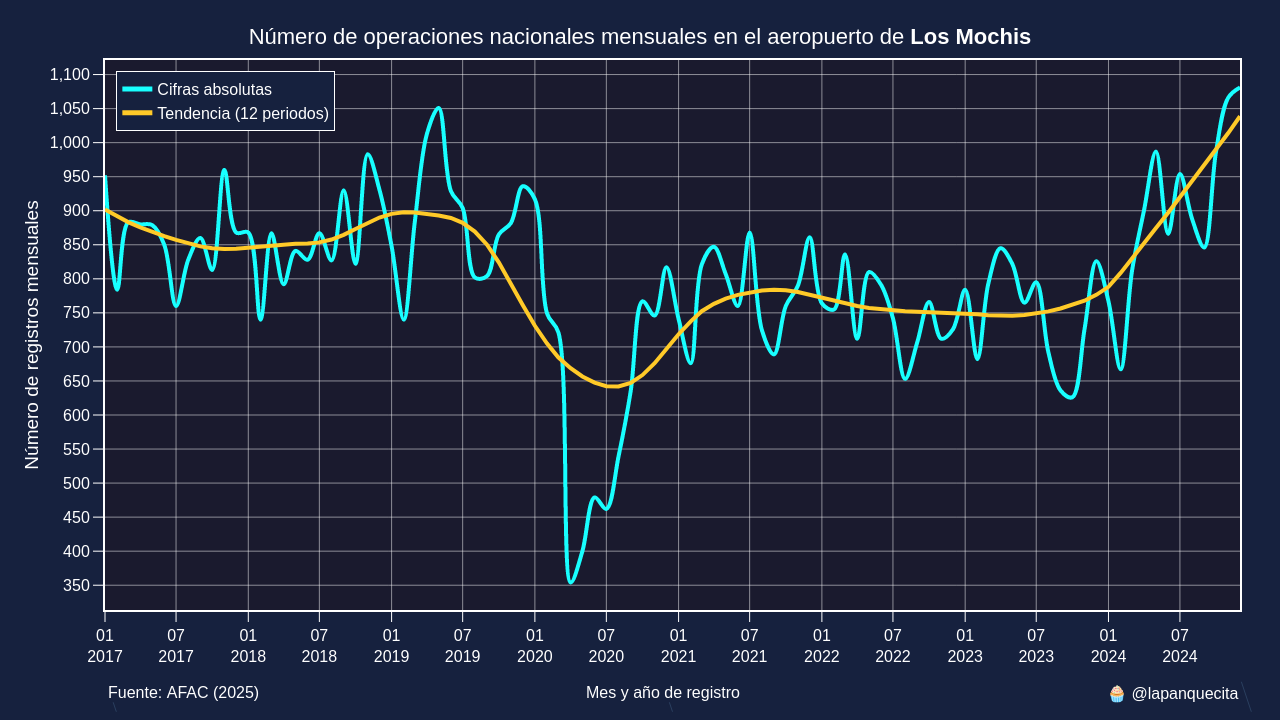 Número de operaciones nacionales mensuales en el aeropuerto de Los Mochis
Cifras absolutas
Tendencia (12 periodos)
Número de registros mensuales
1,100
1,050
1,000
950
900
850
800
750
700
650
600
550
500
450
400
350
01 07 01 07 01 07 01 07 01 07 01 07 01 07 01 07
2017 2017 2018 2018 2019 2019 2020 2020 2021 2021 2022 2022 2023 2023 2024 2024
Fuente: AFAC (2025) Mes y año de registro 🧁 @lapanquecita